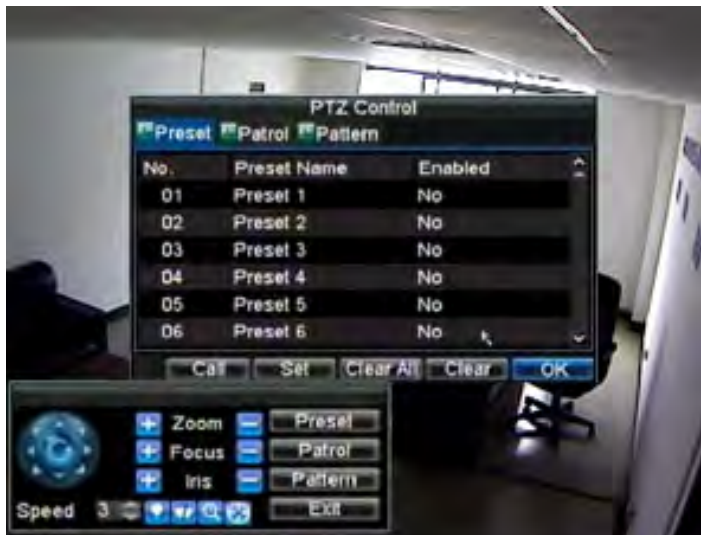 PTZ Control
Preset Patrol Pattern
No. Preset Name Enabled
01 Preset 1 No
02 Preset 2 No
03 Preset 3 No
04 Preset 4 No
05 Preset 5 No
06 Preset 6 No
Call Set Clear All Clear OK
Zoom Preset
Focus Patrol
Iris Pattern
Speed 3 Exit